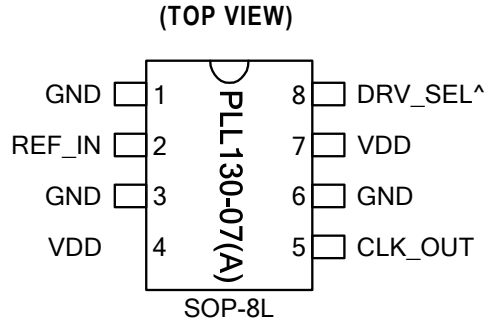 (TOP VIEW)
GND 1 8 DRV_SEL^
REF_IN 2 7 VDD
GND 3 6 GND
VDD 4 5 CLK_OUT
PLL130-07(A)
SOP-8L